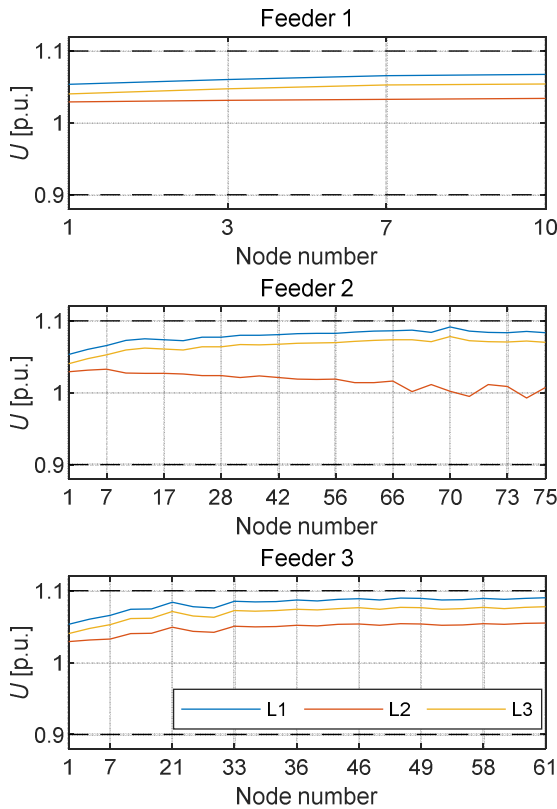 Feeder 1
1.1
1
0.9
U [p.u.]
1 3 7 10
Node number
Feeder 2
1.1
1
0.9
U [p.u.]
1 7 17 28 42 56 66 70 73 75
Node number
Feeder 3
1.1
1
0.9
U [p.u.]
L1 L2 L3
1 7 21 33 36 46 49 58 61
Node number